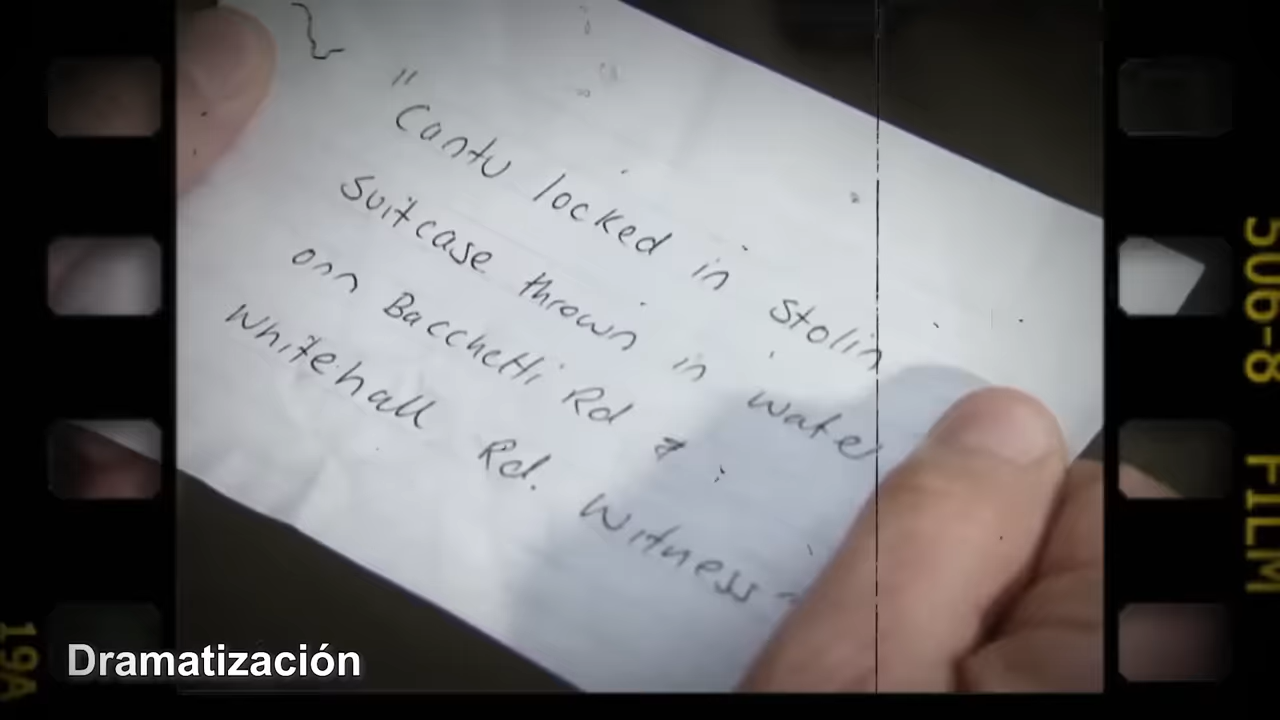 "Cantu locked in Stolin
Suitcase thrown in water
onn Bacchetti Rd &
Whitehall Rd. Witness -
Dramatización
506-8 FILM
19A